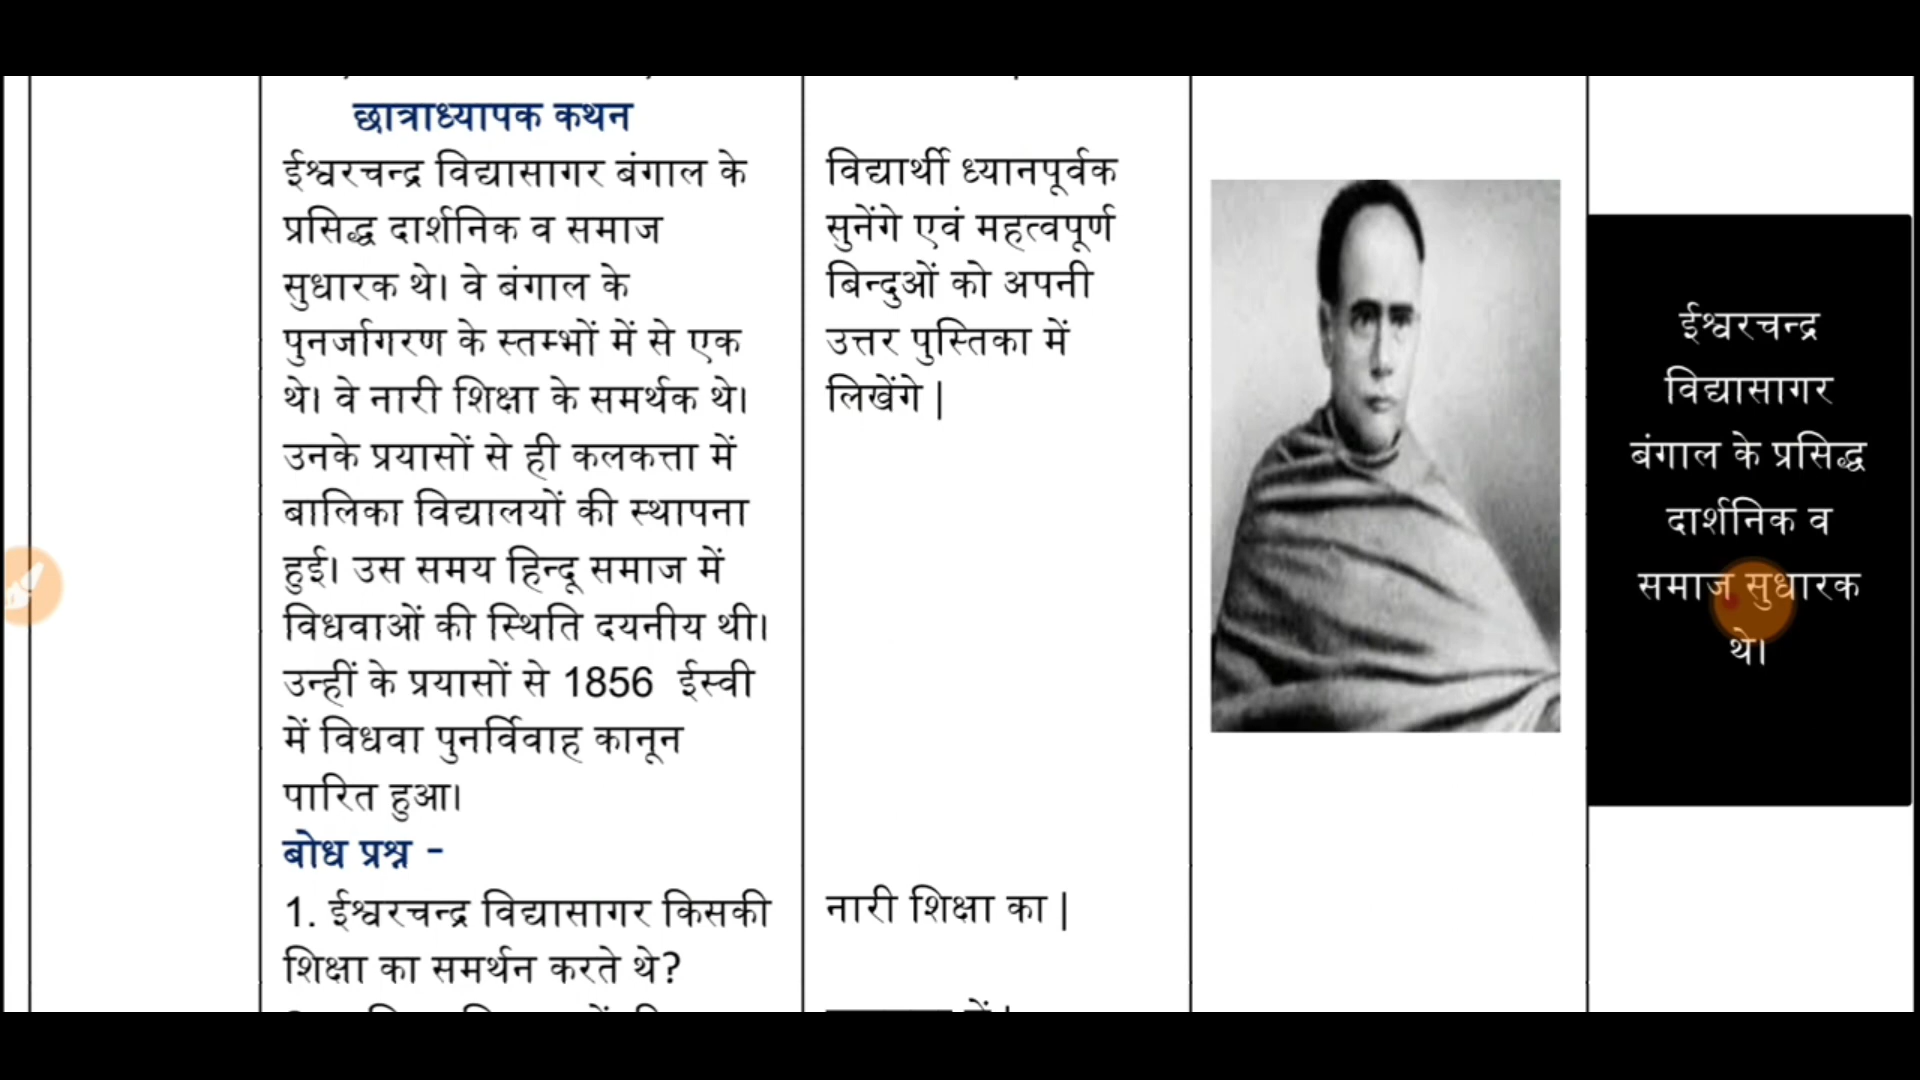 छात्राध्यापक कथन
ईश्वरचन्द्र विद्यासागर बंगाल के
प्रसिद्ध दार्शनिक व समाज
सुधारक थे। वे बंगाल के
पुनर्जागरण के स्तम्भों में से एक
थे। वे नारी शिक्षा के समर्थक थे।
उनके प्रयासों से ही कलकत्ता में
बालिका विद्यालयों की स्थापना
हुई। उस समय हिन्दू समाज में
विधवाओं की स्थिति दयनीय थी।
उन्हीं के प्रयासों से 1856 ईस्वी
में विधवा पुनर्विवाह कानून
पारित हुआ।
बोध प्रश्न -
1. ईश्वरचन्द्र विद्यासागर किसकी
शिक्षा का समर्थन करते थे?
विद्यार्थी ध्यानपूर्वक
सुनेंगे एवं महत्वपूर्ण
बिन्दुओं को अपनी
उत्तर पुस्तिका में
लिखेंगे |
नारी शिक्षा का |
ईश्वरचन्द्र
विद्यासागर
बंगाल के प्रसिद्ध
दार्शनिक व
समाज सुधारक
थे।